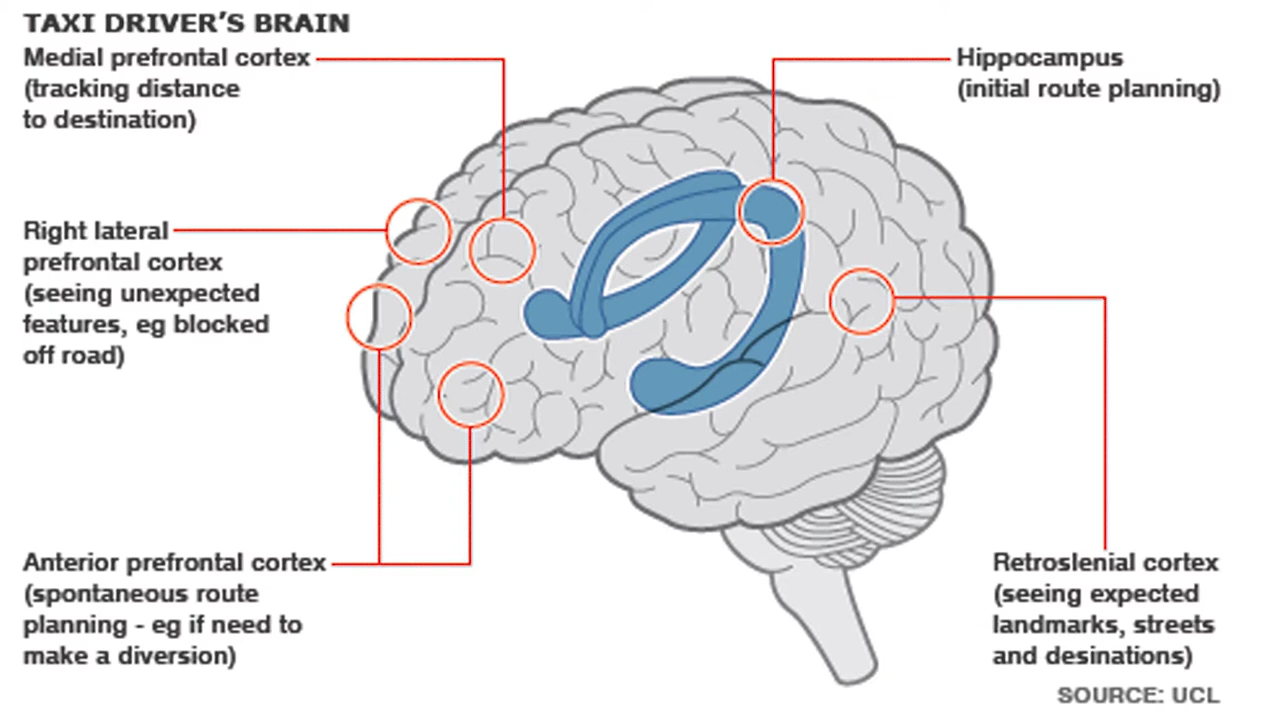 TAXI DRIVER'S BRAIN
Medial prefrontal cortex
(tracking distance
to destination)
Hippocampus
(initial route planning)
Right lateral
prefrontal cortex
(seeing unexpected
features, eg blocked
off road)
Anterior prefrontal cortex
(spontaneous route
planning - eg if need to
make a diversion)
Retroslenial cortex
(seeing expected
landmarks, streets
and desinations)
SOURCE: UCL